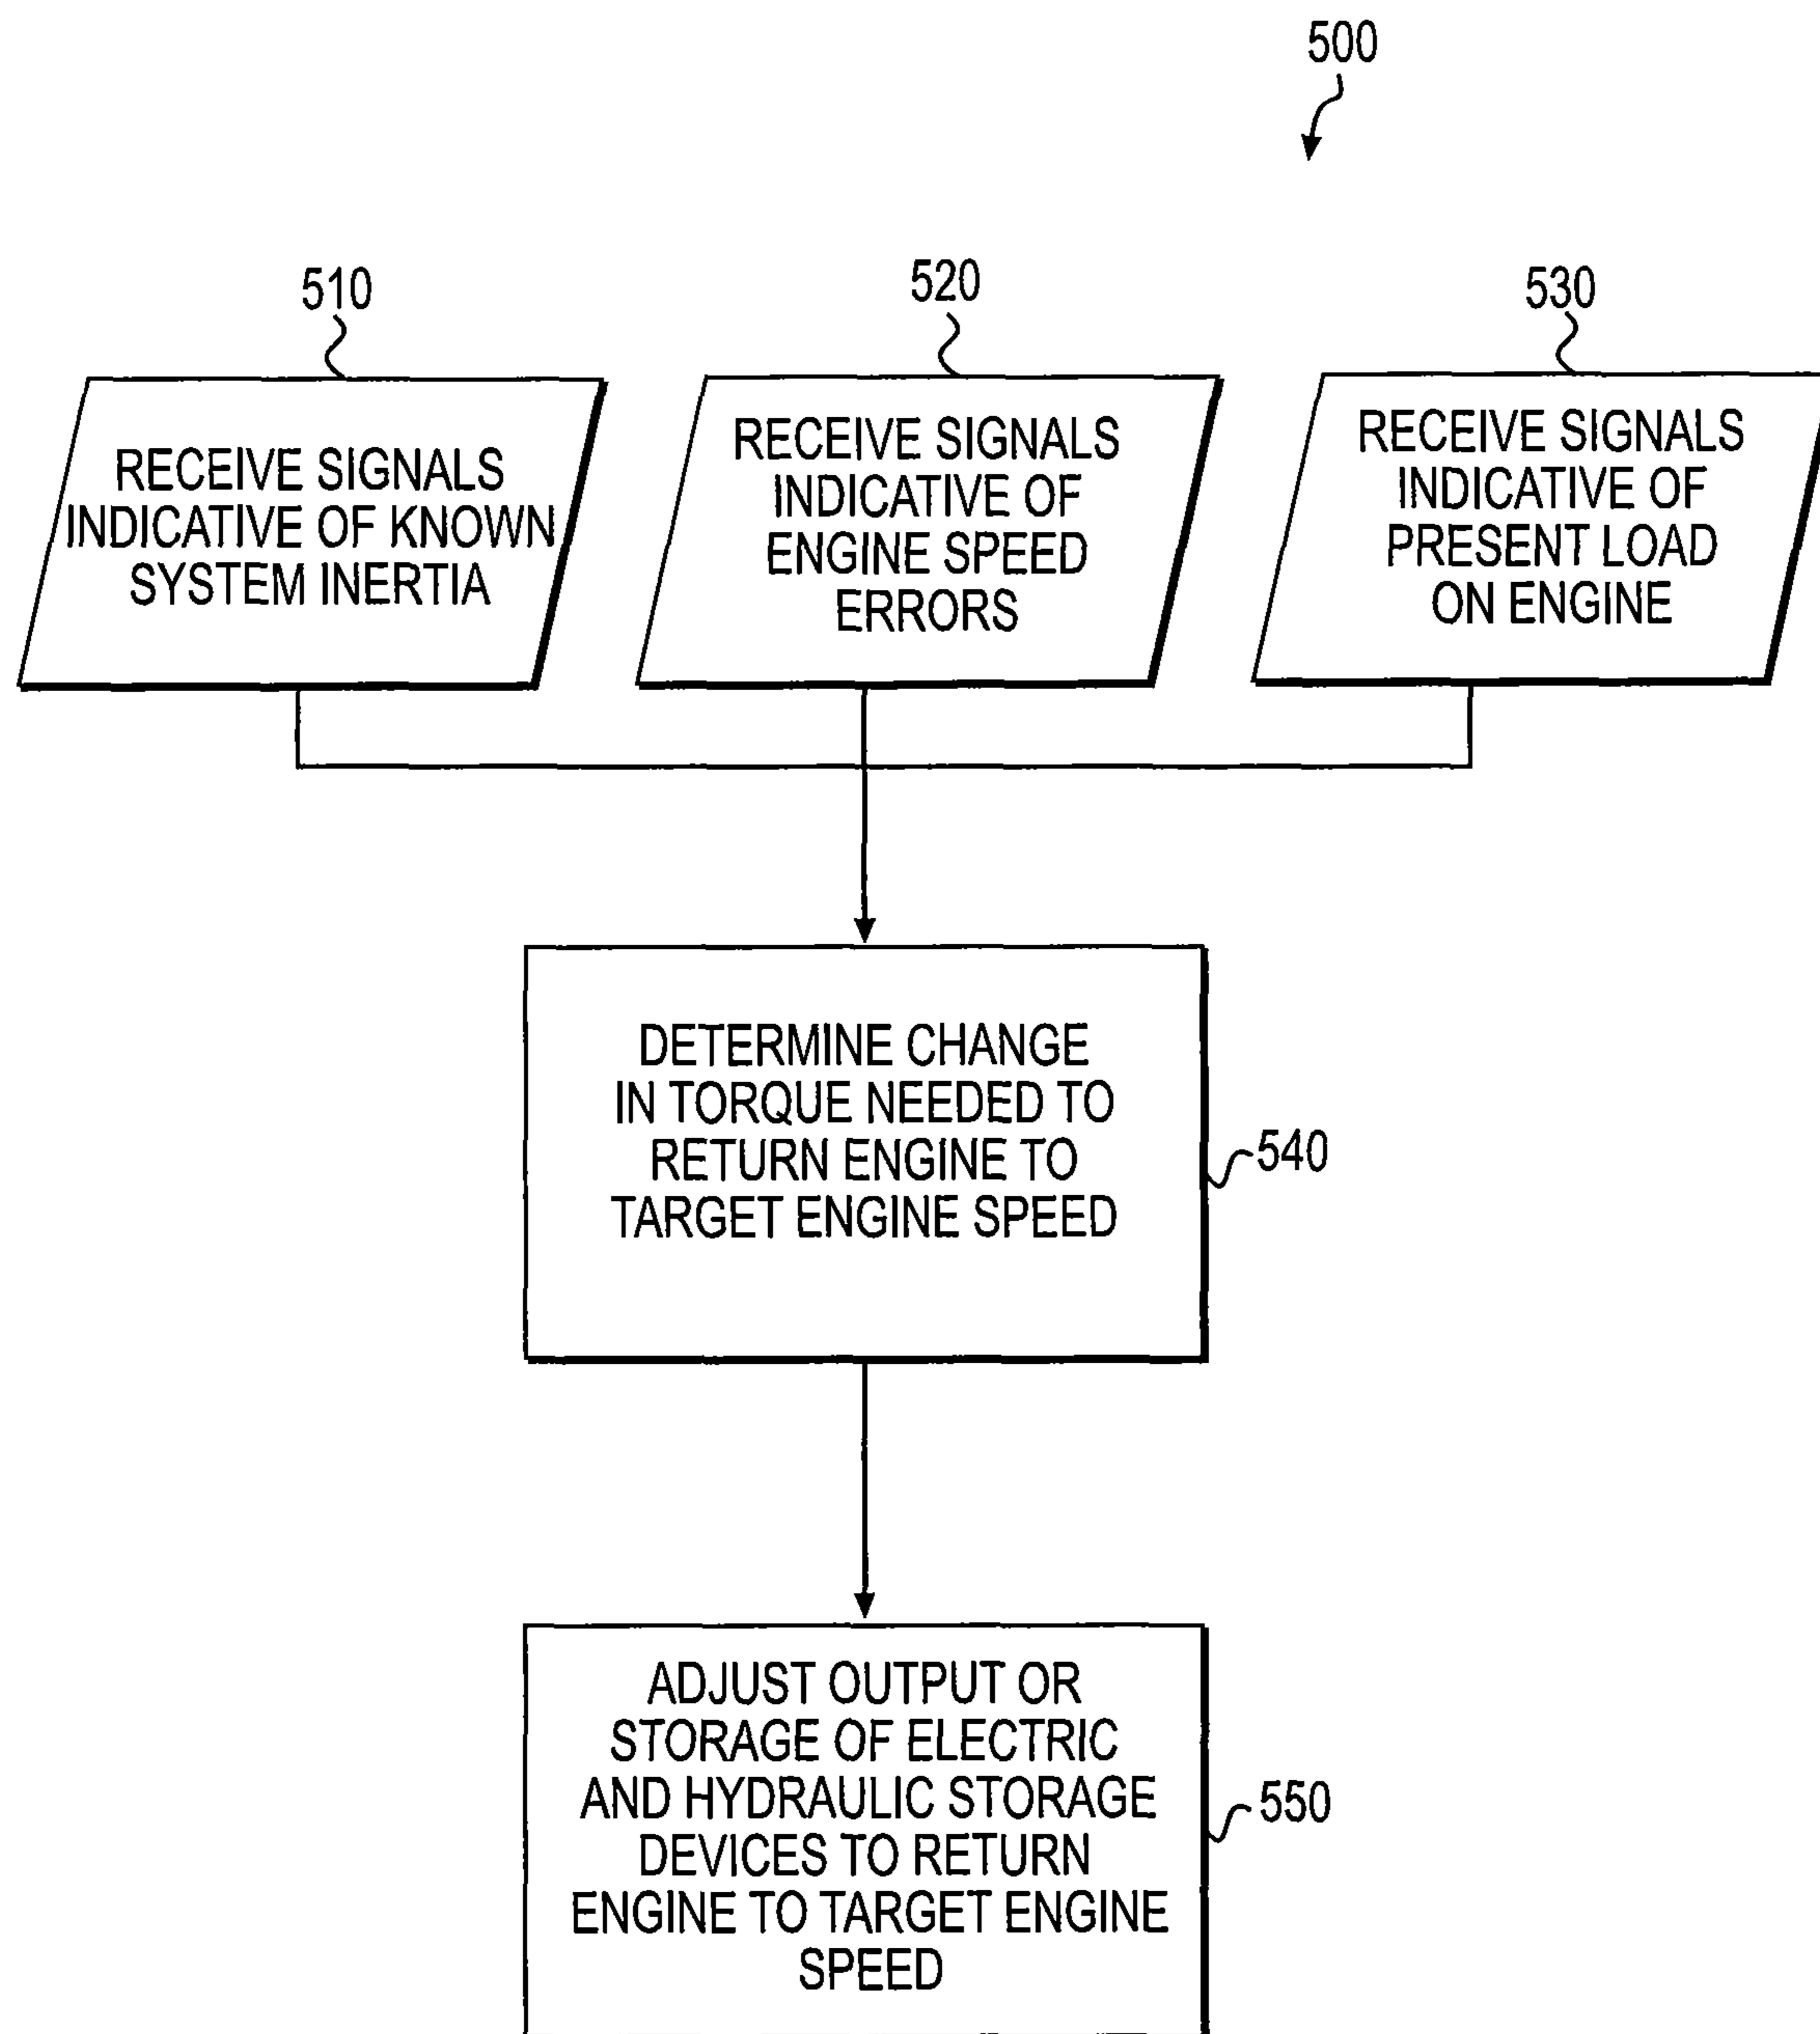 500
510
520
530
RECEIVE SIGNALS
INDICATIVE OF KNOWN
SYSTEM INERTIA
RECEIVE SIGNALS
INDICATIVE OF
ENGINE SPEED
ERRORS
RECEIVE SIGNALS
INDICATIVE OF
PRESENT LOAD
ON ENGINE
DETERMINE CHANGE
IN TORQUE NEEDED TO
RETURN ENGINE TO
TARGET ENGINE SPEED
540
ADJUST OUTPUT OR
STORAGE OF ELECTRIC
AND HYDRAULIC STORAGE
DEVICES TO RETURN
ENGINE TO TARGET ENGINE
SPEED
550